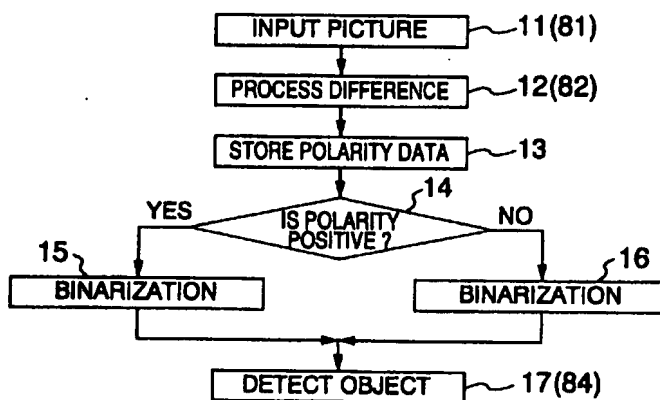 INPUT PICTURE 11(81)
PROCESS DIFFERENCE 12(82)
STORE POLARITY DATA 13
14
YES
IS POLARITY
POSITIVE ?
NO
15
16
BINARIZATION
BINARIZATION
DETECT OBJECT 17(84)